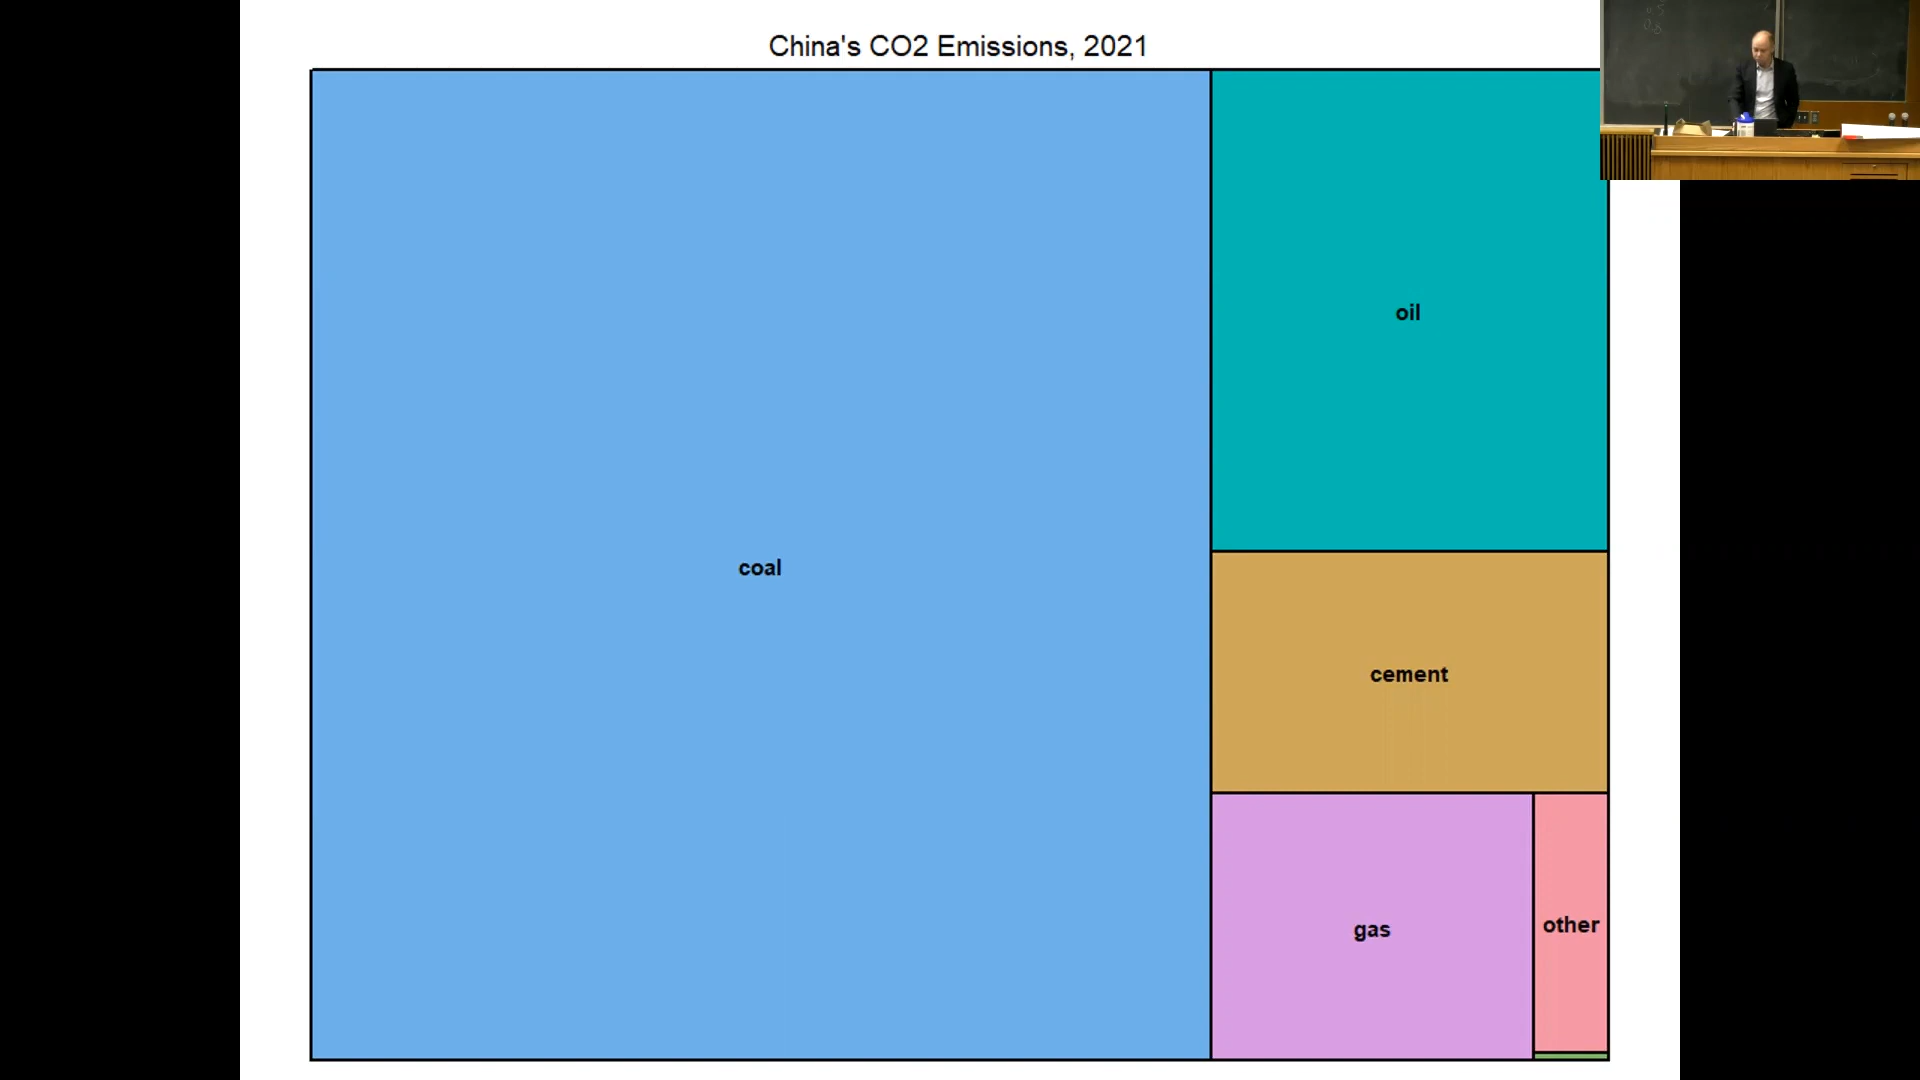 China's CO2 Emissions, 2021
oil
coal
cement
gas
other